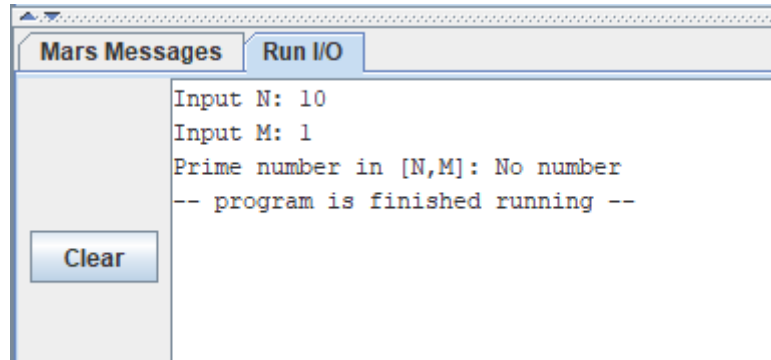 Mars Messages Run I/O
Input N: 10
Input M: 1
Prime number in [N,M]: No number
-- program is finished running --
Clear